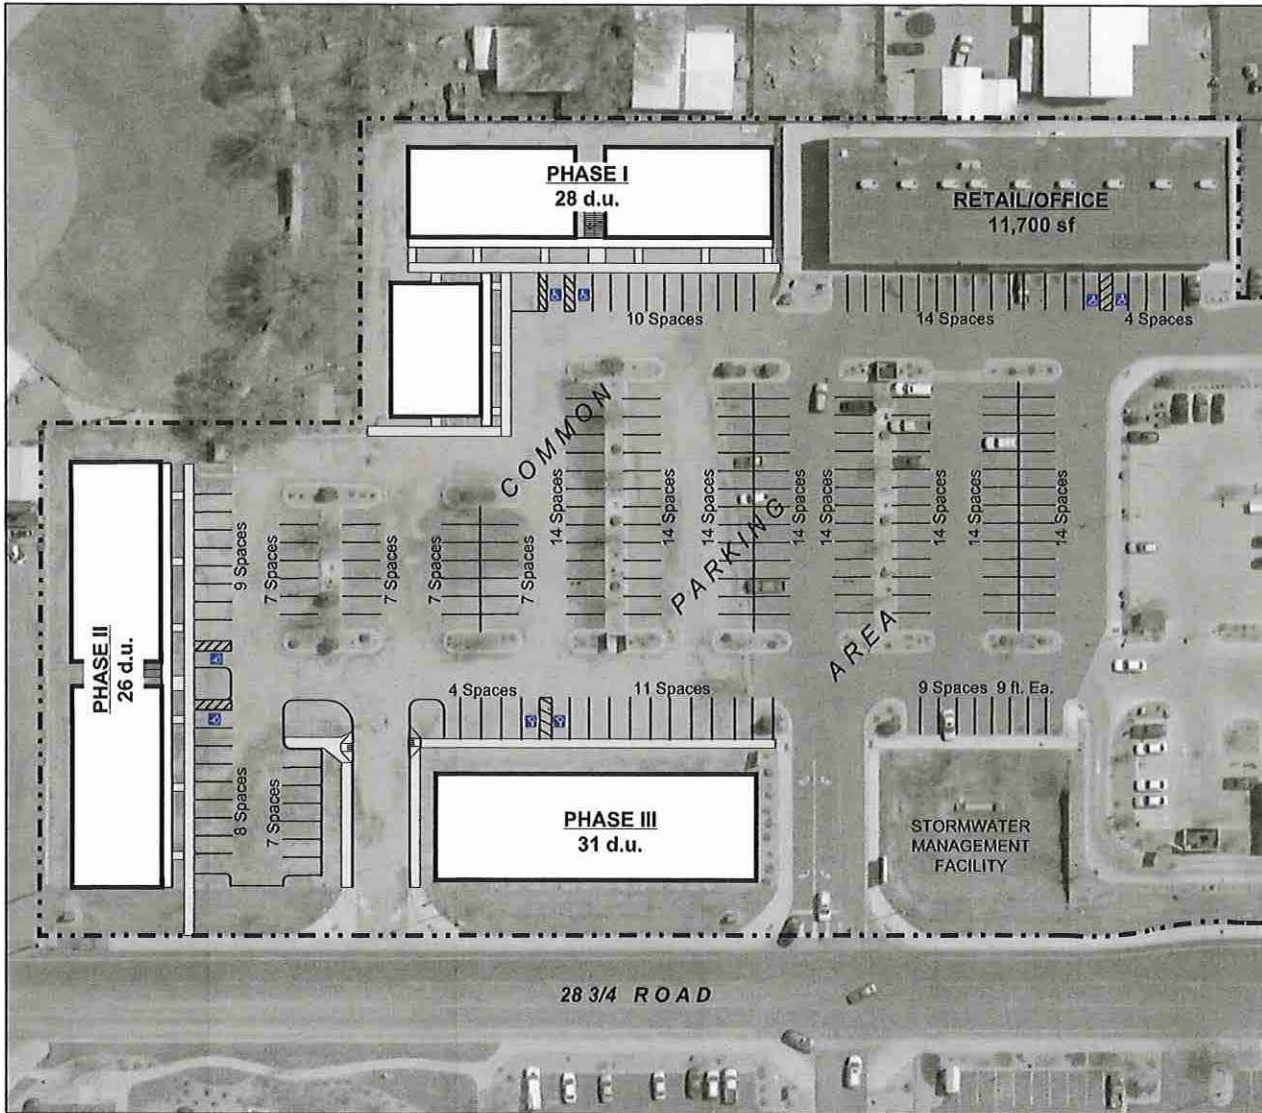 PHASE I
28 d.u.
RETAIL/OFFICE
11,700 sf
10 Spaces
14 Spaces
4 Spaces
COMMON
PARKING
AREA
9 Spaces
7 Spaces
7 Spaces
7 Spaces
7 Spaces
14 Spaces
14 Spaces
14 Spaces
14 Spaces
14 Spaces
14 Spaces
14 Spaces
14 Spaces
PHASE II
26 d.u.
4 Spaces
11 Spaces
9 Spaces 9 ft. Ea.
8 Spaces
7 Spaces
PHASE III
31 d.u.
STORMWATER
MANAGEMENT
FACILITY
28 3/4 ROAD